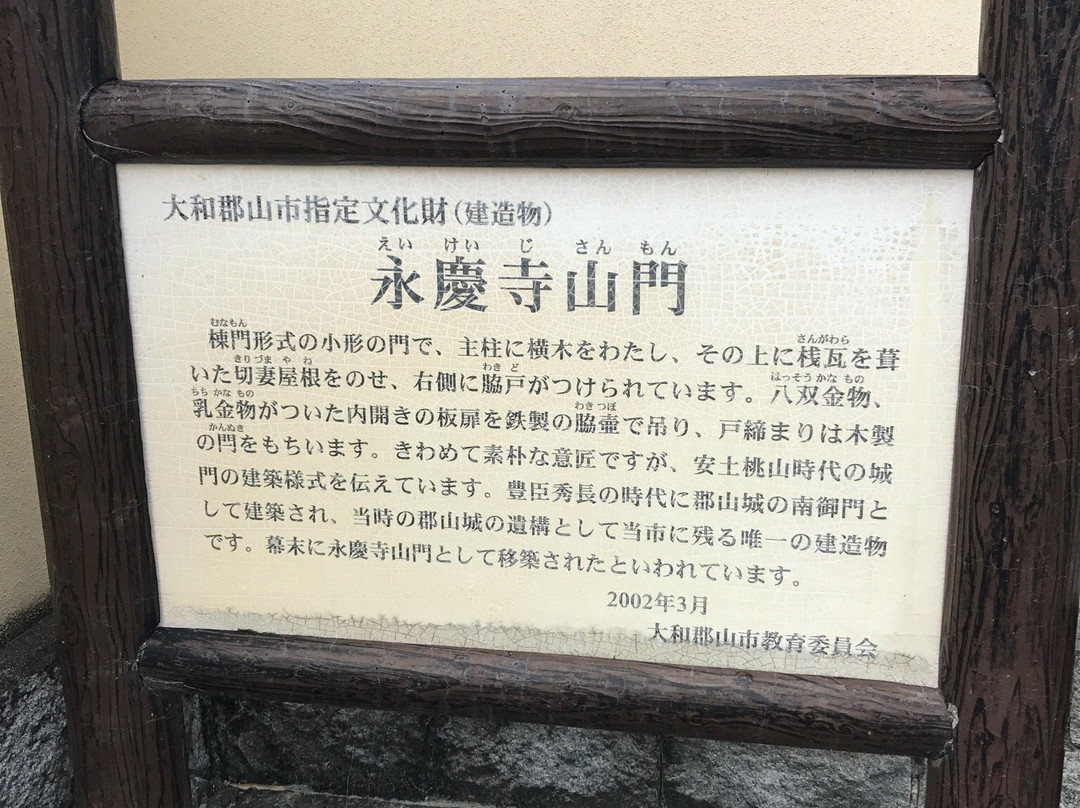 大和郡山市指定文化財(建造物)
えい けい じ さん もん
永慶寺山門
むなもん さんがわら
棟門形式の小形の門で、主柱に横木をわたし、その上に桟瓦を葺
きりづま や ね わき ど はっそう かな もの
いた切妻屋根をのせ、右側に脇戸がつけられています。八双金物、
ちち かな もの わき つぼ
乳金物がついた内開きの板扉を鉄製の脇壷で吊り、戸締まりは木製
かんぬき
の閂をもちいます。きわめて素朴な意匠ですが、安土桃山時代の城
門の建築様式を伝えています。豊臣秀長の時代に郡山城の南御門と
して建築され、当時の郡山城の遺構として当市に残る唯一の建造物
です。幕末に永慶寺山門として移築されたといわれています。
2002年3月
大和郡山市教育委員会